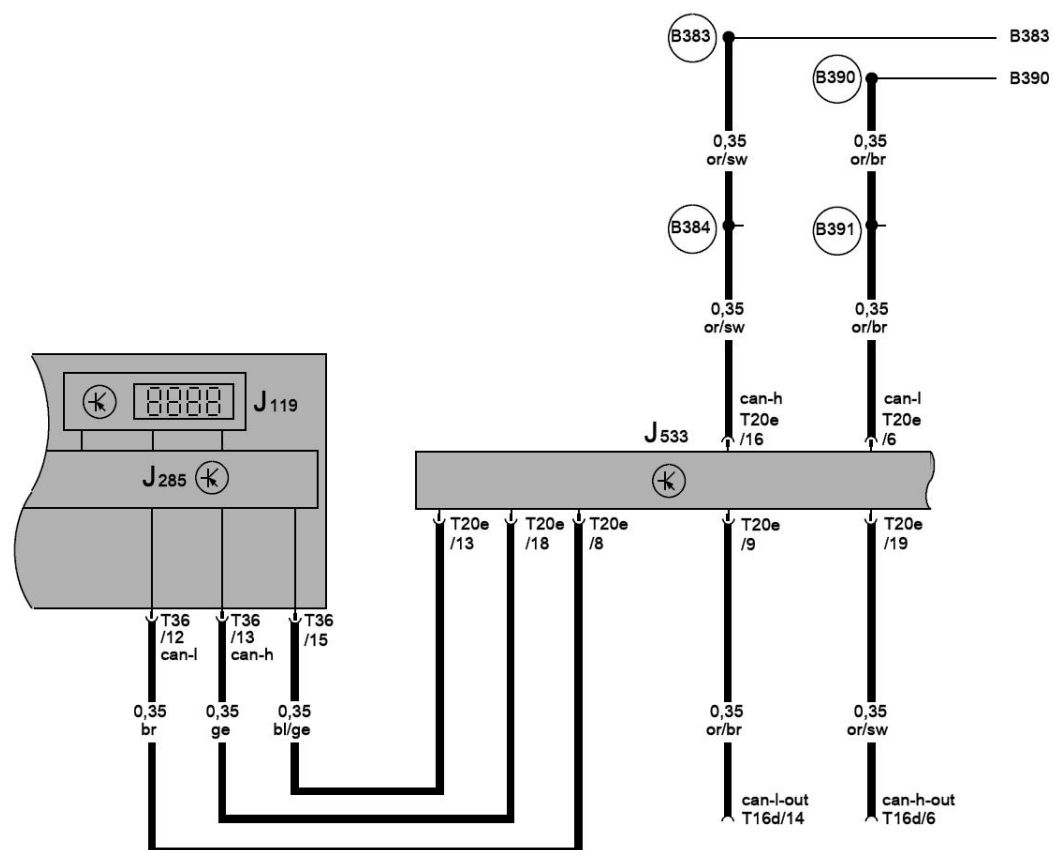 B383
B383
B390
B390
0,35
or/sw
0,35
or/br
B384
B391
0,35
or/sw
0,35
or/br
can-h
T20e
/16
can-l
T20e
/6
8888
J119
J533
J285
T20e
/13
T20e
/18
T20e
/8
T20e
/9
T20e
/19
T36
/12
can-l
T36
/13
can-h
T36
/15
0,35
br
0,35
ge
0,35
bl/ge
0,35
or/br
0,35
or/sw
can-l-out
T16d/14
can-h-out
T16d/6